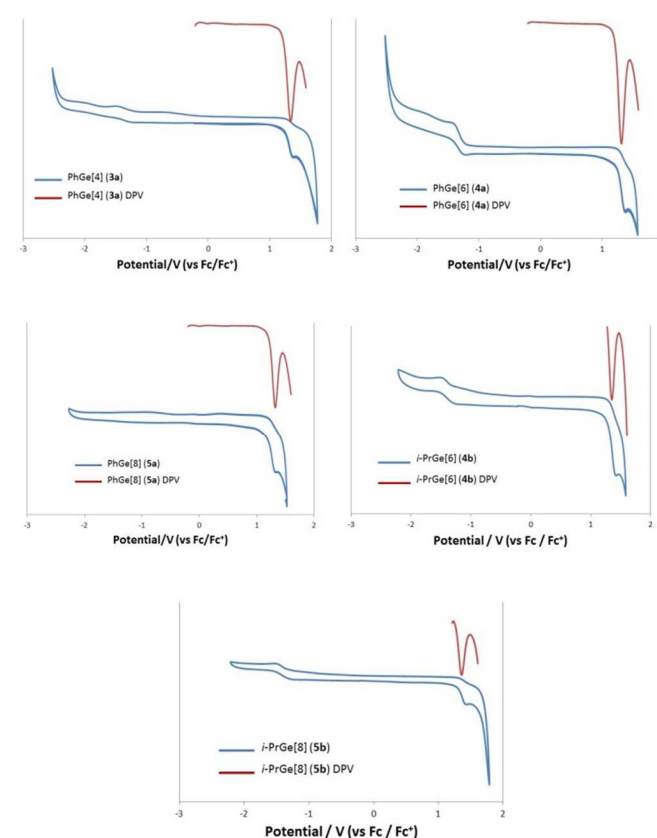 PhGe[4] (3a)
PhGe[4] (3a) DPV
-3 -2 -1 0 1 2
Potential/V (vs Fc/Fc⁺)
PhGe[6] (4a)
PhGe[6] (4a) DPV
-3 -2 -1 0 1
Potential/V (vs Fc/Fc⁺)
PhGe[8] (5a)
PhGe[8] (5a) DPV
-3 -2 -1 0 1 2
Potential/V (vs Fc/Fc⁺)
i-PrGe[6] (4b)
i-PrGe[6] (4b) DPV
-3 -2 -1 0 1 2
Potential / V (vs Fc / Fc⁺)
i-PrGe[8] (5b)
i-PrGe[8] (5b) DPV
-3 -2 -1 0 1 2
Potential / V (vs Fc / Fc⁺)